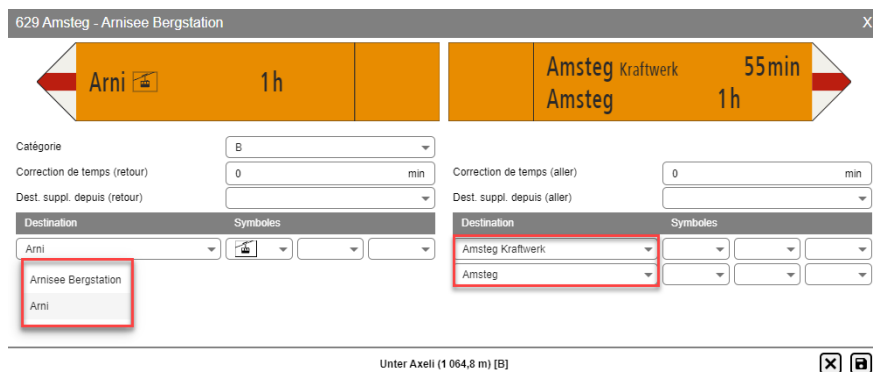 629 Amsteg - Arnisee Bergstation X
Arni 1h
Amsteg Kraftwerk 55min
Amsteg 1h
Catégorie B
Correction de temps (retour) 0 min
Correction de temps (aller) 0 min
Dest. suppl. depuis (retour)
Dest. suppl. depuis (aller)
Destination Symboles
Destination Symboles
Arni
Amsteg Kraftwerk
Arnisee Bergstation
Amsteg
Arni
Unter Axeli (1 064,8 m) [B]